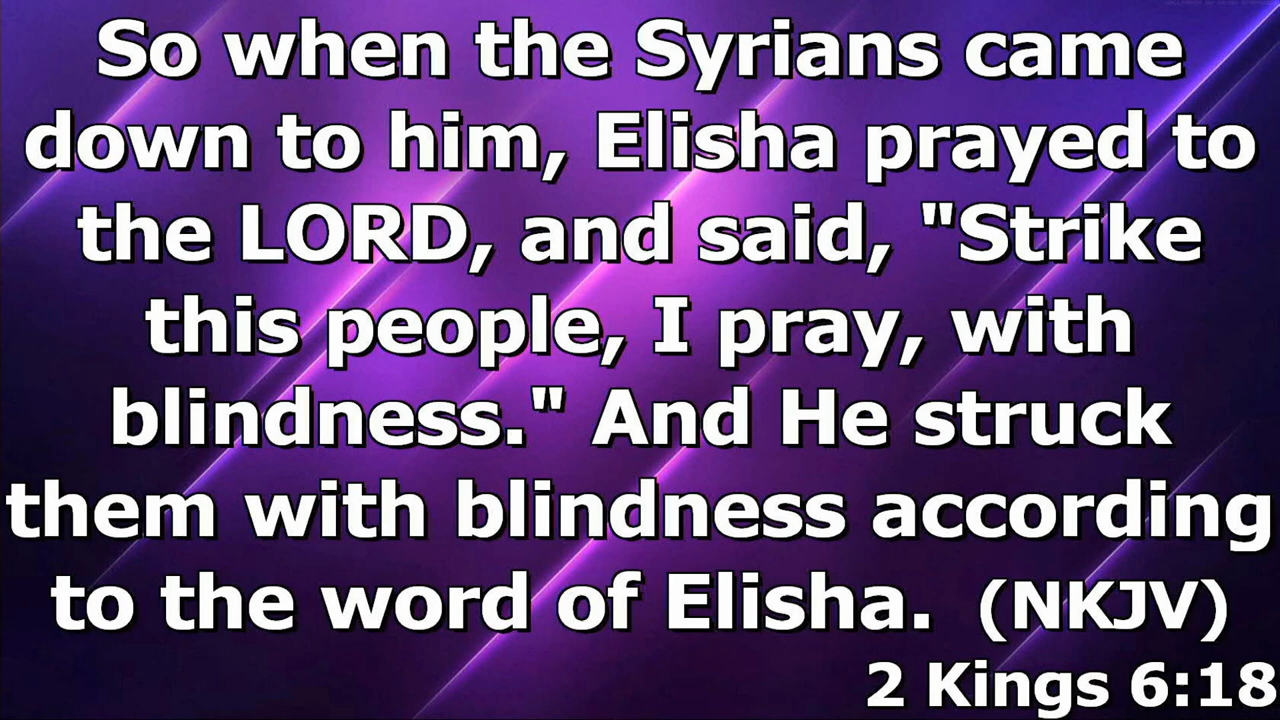 So when the Syrians came
down to him, Elisha prayed to
the LORD, and said, "Strike
this people, I pray, with
blindness." And He struck
them with blindness according
to the word of Elisha.  (NKJV)
2 Kings 6:18